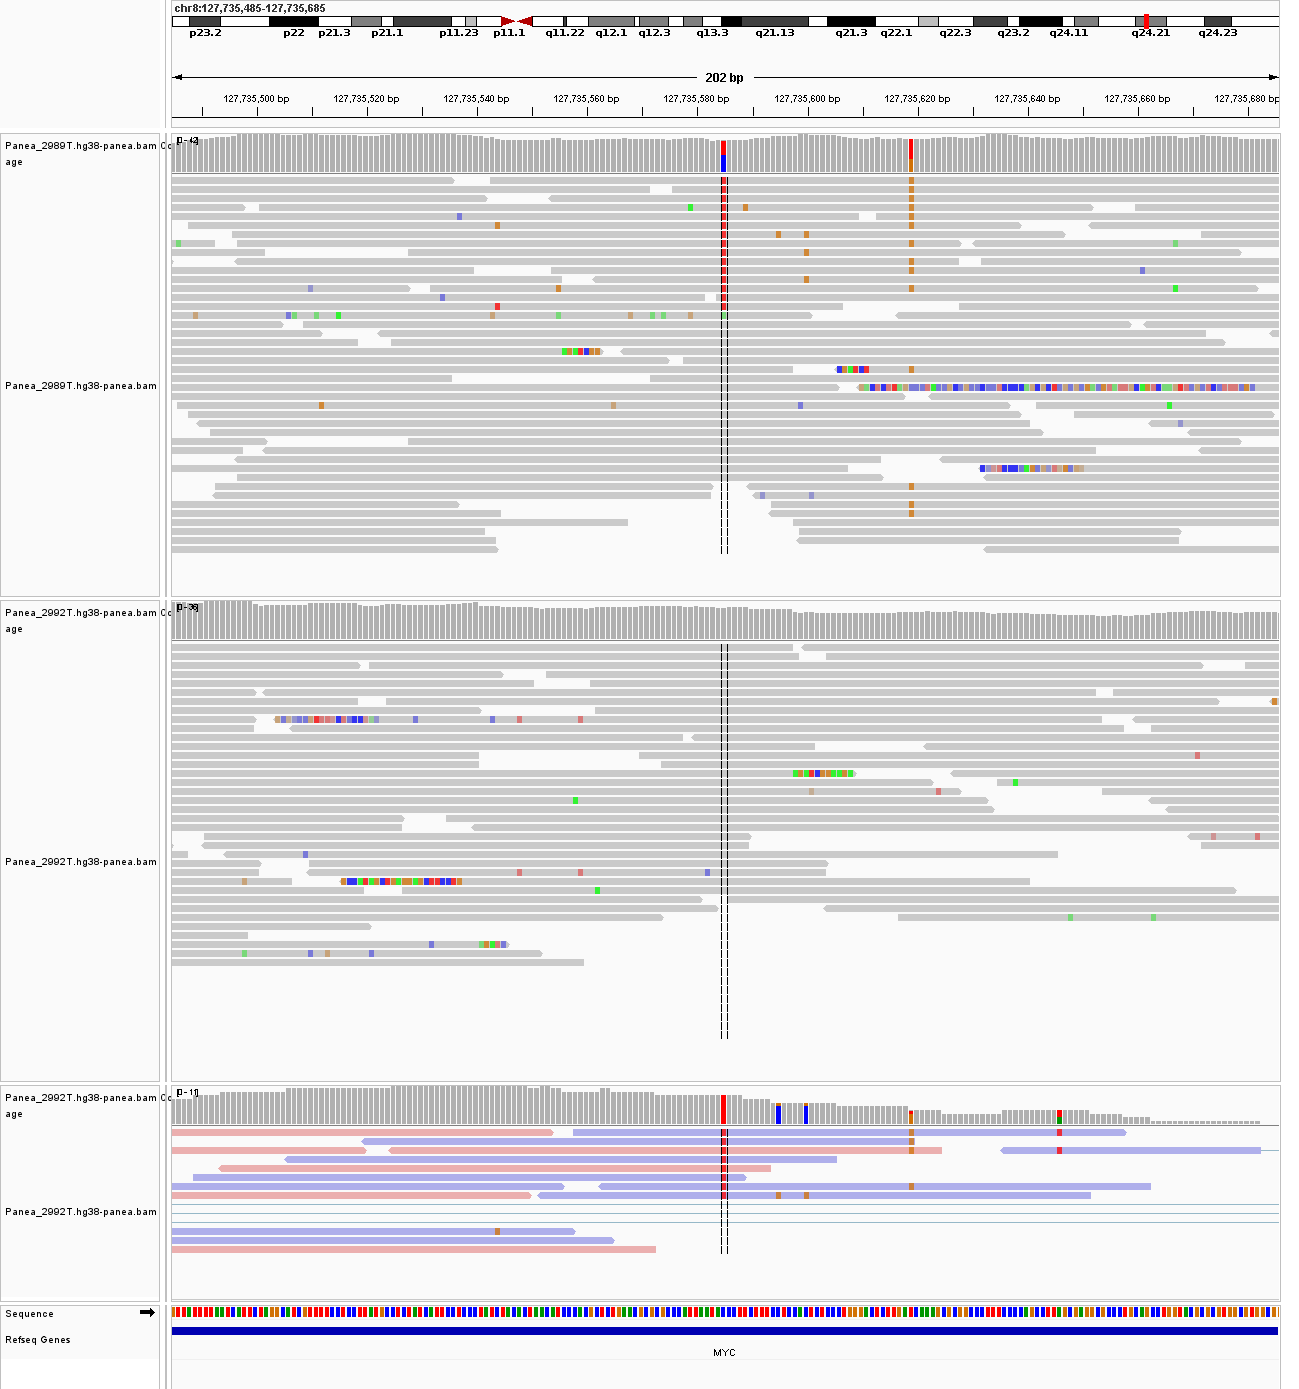 chr8:127,735,485-127,735,685
p23.2 p22 p21.3 p21.1 p11.23 p11.1 q11.22 q12.1 q12.3 q13.3 q21.13 q21.3 q22.1 q22.3 q23.2 q24.11 q24.21 q24.23
202 bp
127,735,500 bp 127,735,520 bp 127,735,540 bp 127,735,560 bp 127,735,580 bp 127,735,600 bp 127,735,620 bp 127,735,640 bp 127,735,660 bp 127,735,680 bp
Panea_2989T.hg38-panea.bam Co
age
[0-42]
Panea_2989T.hg38-panea.bam
Panea_2992T.hg38-panea.bam Co
age
[0-36]
Panea_2992T.hg38-panea.bam
Panea_2992T.hg38-panea.bam Co
age
[0-11]
Panea_2992T.hg38-panea.bam
Sequence
Refseq Genes
MYC